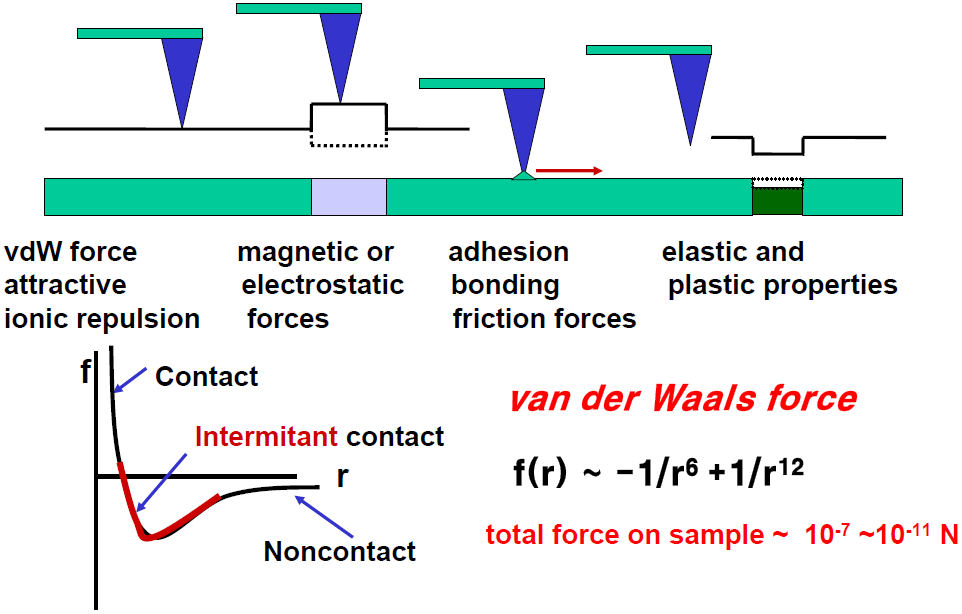 vdW force
attractive
ionic repulsion
magnetic or
electrostatic
forces
adhesion
bonding
friction forces
elastic and
plastic properties
f
Contact
Intermitant contact
r
Noncontact
van der Waals force
f(r) ~ −1/r⁶ +1/r¹²
total force on sample ~ 10⁻⁷ ~10⁻¹¹ N